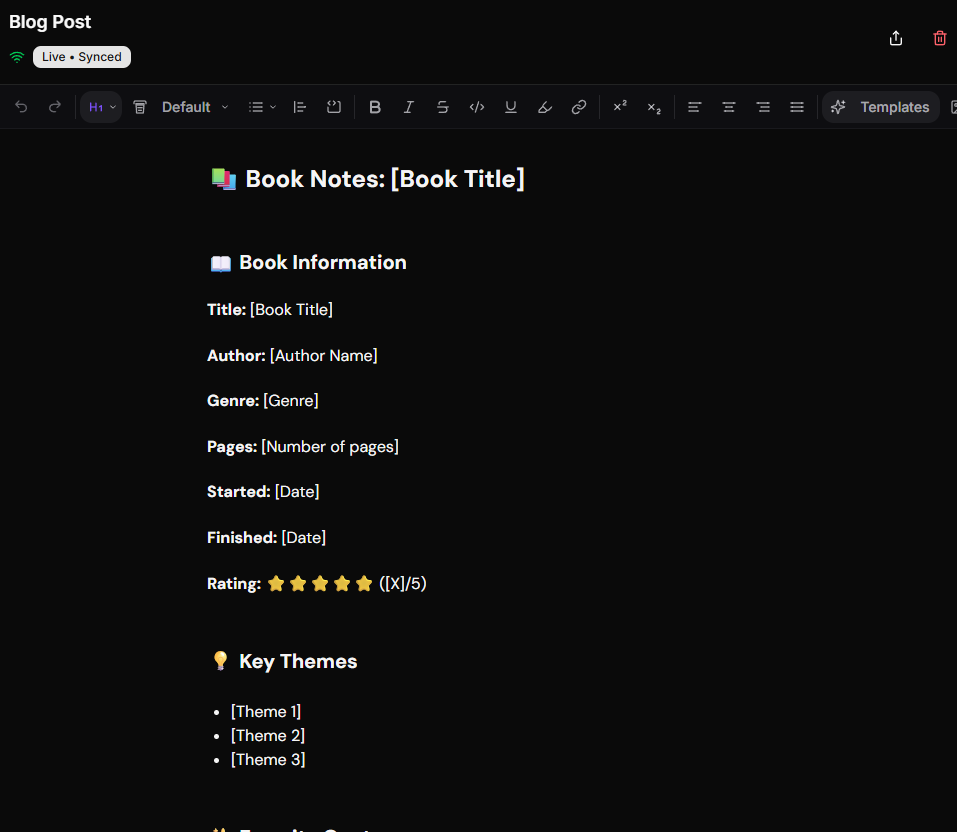 Blog Post
Live • Synced
H1
Default
Templates
📚 Book Notes: [Book Title]
📖 Book Information
Title: [Book Title]
Author: [Author Name]
Genre: [Genre]
Pages: [Number of pages]
Started: [Date]
Finished: [Date]
Rating: ⭐⭐⭐⭐⭐ ([X]/5)
💡 Key Themes
[Theme 1]
[Theme 2]
[Theme 3]